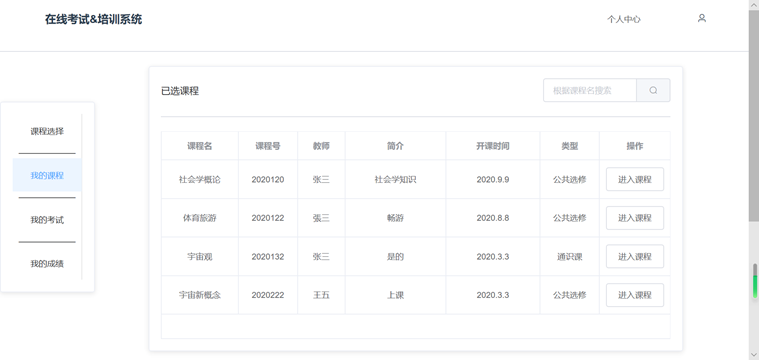 在线考试&培训系统
个人中心
已选课程
根据课程名搜索
课程选择
我的课程
我的考试
我的成绩
课程名 课程号 教师 简介 开课时间 类型 操作
社会学概论 2020120 张三 社会学知识 2020.9.9 公共选修 进入课程
体育旅游 2020122 張三 畅游 2020.8.8 公共选修 进入课程
宇宙观 2020132 张三 是的 2020.3.3 通识课 进入课程
宇宙新概念 2020222 王五 上课 2020.3.3 公共选修 进入课程